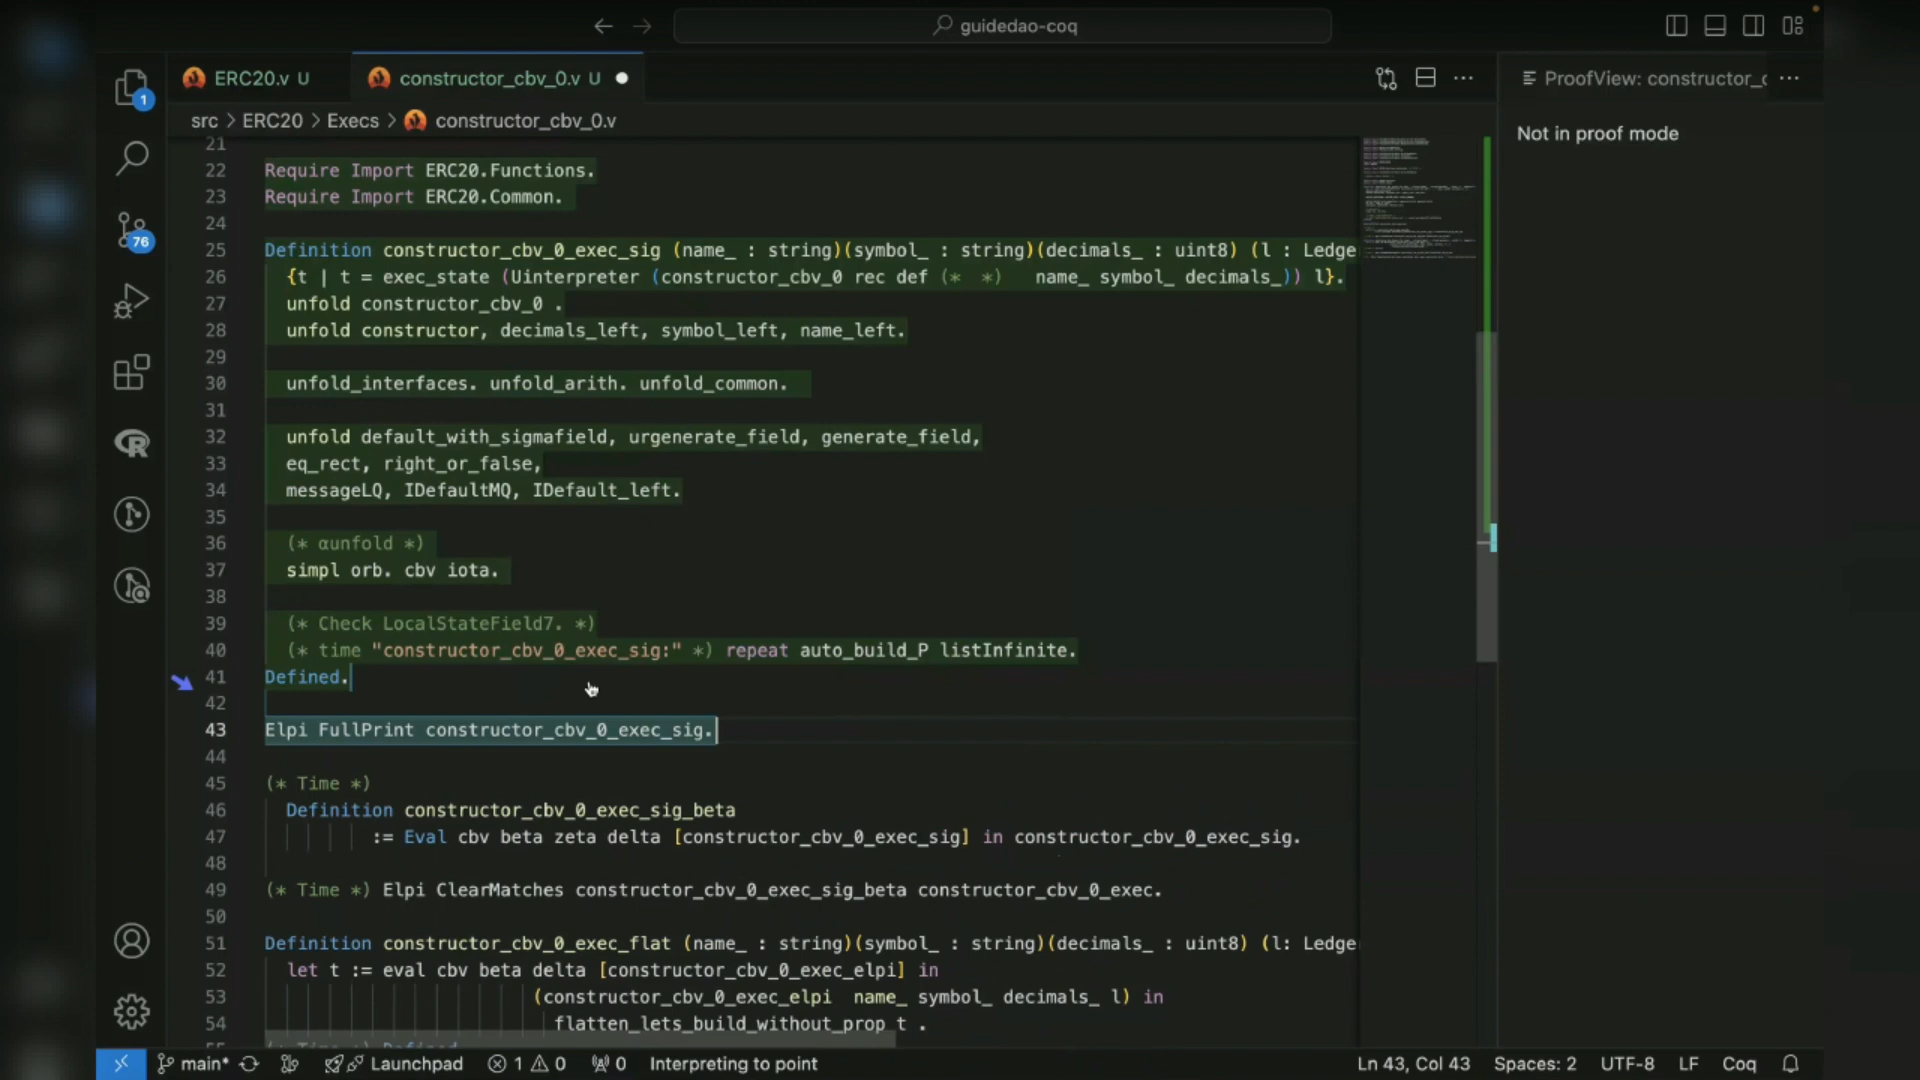 guidedao-coq
ERC20.v U
constructor_cbv_0.v U
ProofView: constructor_c
src > ERC20 > Execs > constructor_cbv_0.v
Not in proof mode
1
76
21
22 Require Import ERC20.Functions.
23 Require Import ERC20.Common.
24
25 Definition constructor_cbv_0_exec_sig (name_ : string)(symbol_ : string)(decimals_ : uint8) (l : Ledge
26 {t | t = exec_state (Uinterpreter (constructor_cbv_0 rec def (* *) name_ symbol_ decimals_)) l}.
27 unfold constructor_cbv_0 .
28 unfold constructor, decimals_left, symbol_left, name_left.
29
30 unfold_interfaces. unfold_arith. unfold_common.
31
32 unfold default_with_sigmafield, urgenerate_field, generate_field,
33 eq_rect, right_or_false,
34 messageLQ, IDefaultMQ, IDefault_left.
35
36 (* αunfold *)
37 simpl orb. cbv iota.
38
39 (* Check LocalStateField7. *)
40 (* time "constructor_cbv_0_exec_sig:" *) repeat auto_build_P listInfinite.
41 Defined.
42
43 Elpi FullPrint constructor_cbv_0_exec_sig.
44
45 (* Time *)
46 Definition constructor_cbv_0_exec_sig_beta
47 := Eval cbv beta zeta delta [constructor_cbv_0_exec_sig] in constructor_cbv_0_exec_sig.
48
49 (* Time *) Elpi ClearMatches constructor_cbv_0_exec_sig_beta constructor_cbv_0_exec.
50
51 Definition constructor_cbv_0_exec_flat (name_ : string)(symbol_ : string)(decimals_ : uint8) (l: Ledge
52 let t := eval cbv beta delta [constructor_cbv_0_exec_elpi] in
53 (constructor_cbv_0_exec_elpi name_ symbol_ decimals_ l) in
54 flatten_lets_build_without_prop t .
55 (* Time *) Defined
main* Launchpad 1 0 0 Interpreting to point Ln 43, Col 43 Spaces: 2 UTF-8 LF Coq